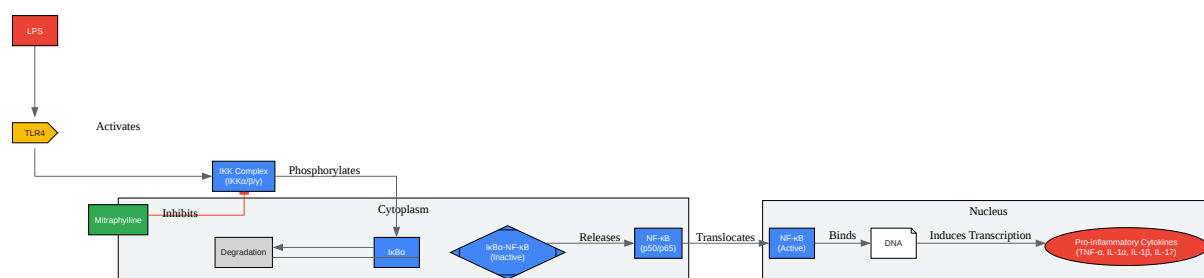 LPS
TLR4
Activates
IKK Complex
(IKKα/β/γ)
Phosphorylates
Mitraphylline
Inhibits
Cytoplasm
Degradation
IκBα
IκBα-NF-κB
(Inactive)
Releases
NF-κB
(p50/p65)
Translocates
Nucleus
NF-κB
(Active)
Binds
DNA
Induces Transcription
Pro-inflammatory Cytokines
(TNF-α, IL-1α, IL-1β, IL-17)